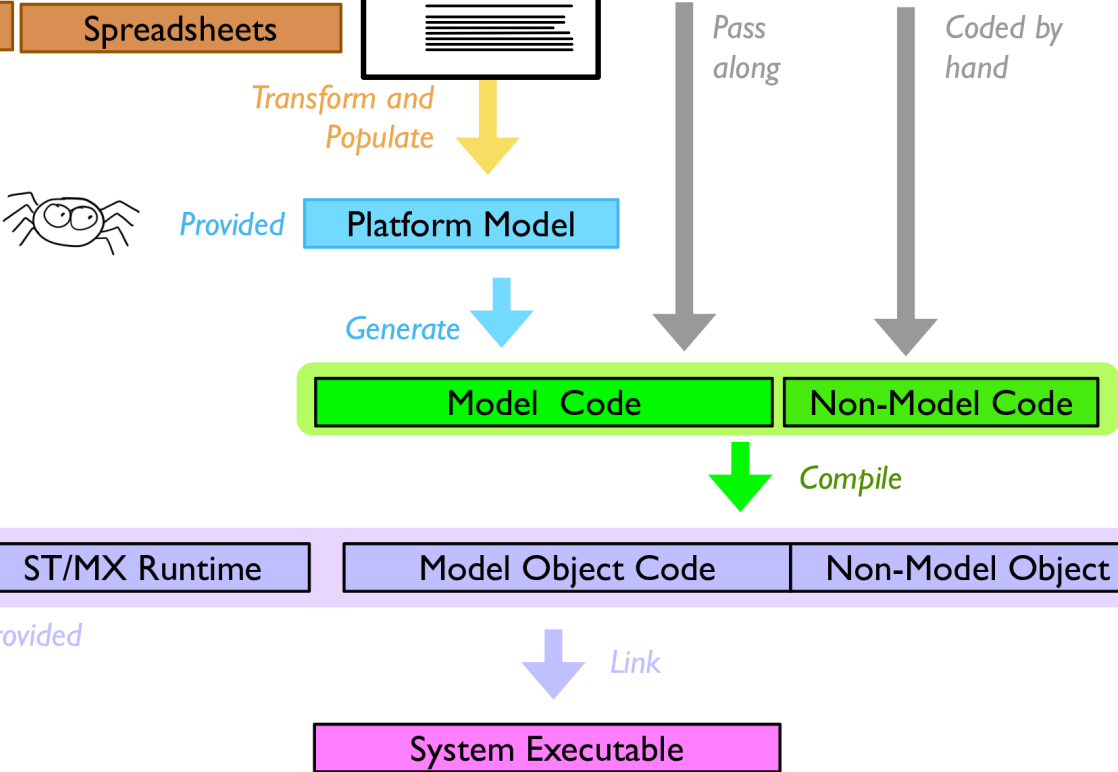 Spreadsheets
Pass
along
Coded by
hand
Transform and
Populate
Provided
Platform Model
Generate
Model Code
Non-Model Code
Compile
ST/MX Runtime
Model Object Code
Non-Model Object
rovided
Link
System Executable